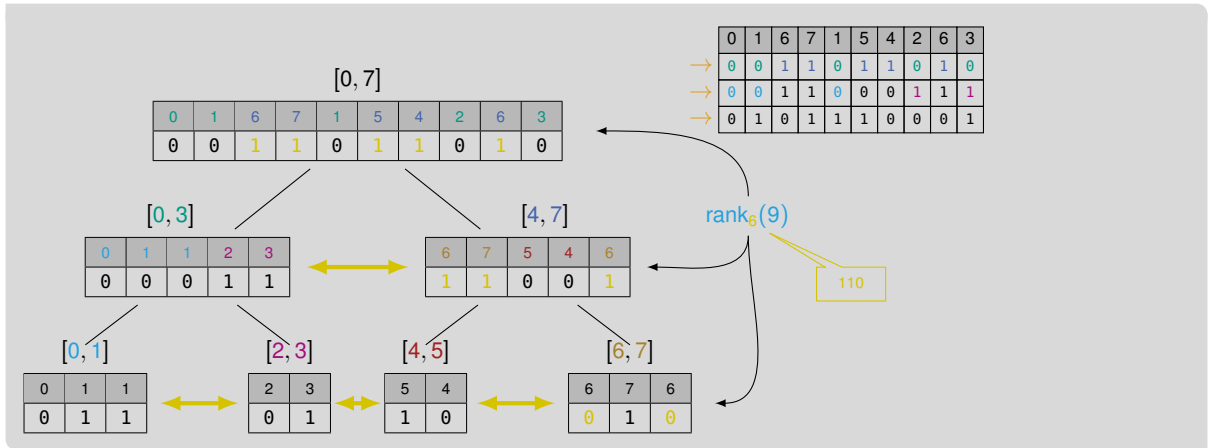 0 1 6 7 1 5 4 2 6 3
→ 0 0 1 1 0 1 1 0 1 0
→ 0 0 1 1 0 0 0 1 1 1
→ 0 1 0 1 1 1 0 0 0 1
[0, 7]
0 1 6 7 1 5 4 2 6 3
0 0 1 1 0 1 1 0 1 0
[0, 3] [4, 7] rank₆(9)
0 1 1 2 3 6 7 5 4 6
0 0 0 1 1 1 1 0 0 1
110
[0, 1] [2, 3] [4, 5] [6, 7]
0 1 1 2 3 5 4 6 7 6
0 1 1 0 1 1 0 0 1 0